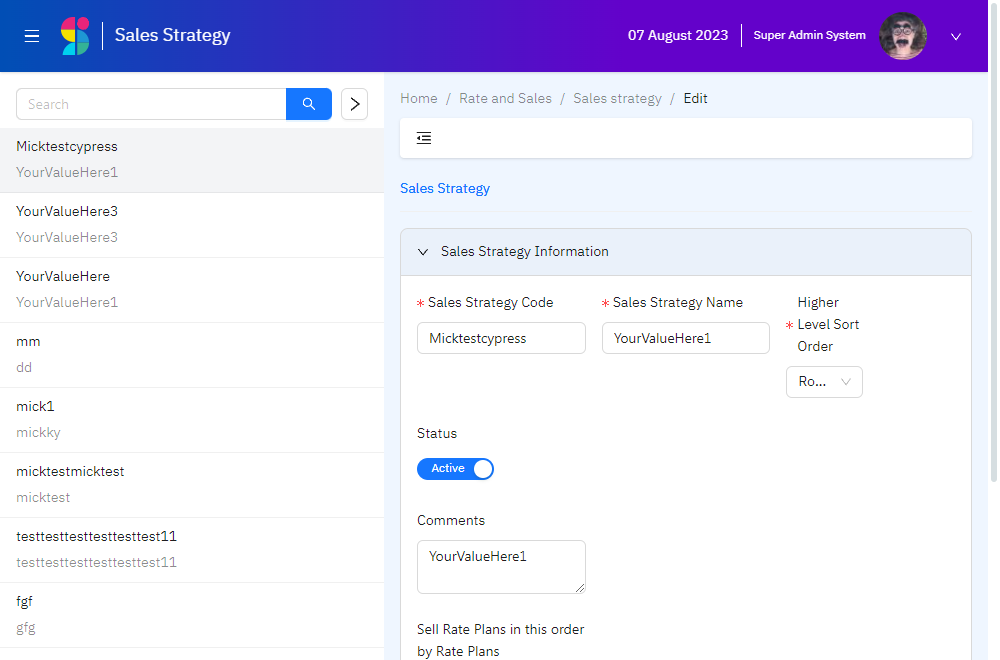 Sales Strategy
07 August 2023
Super Admin System
Search
Micktestcypress
YourValueHere1
YourValueHere3
YourValueHere3
YourValueHere
YourValueHere1
mm
dd
mick1
mickky
micktestmicktest
micktest
testtesttesttesttesttest11
testtesttesttesttesttest11
fgf
gfg
Home / Rate and Sales / Sales strategy / Edit
Sales Strategy
Sales Strategy Information
* Sales Strategy Code
Micktestcypress
* Sales Strategy Name
YourValueHere1
Higher
* Level Sort
Order
Ro...
Status
Active
Comments
YourValueHere1
Sell Rate Plans in this order
by Rate Plans